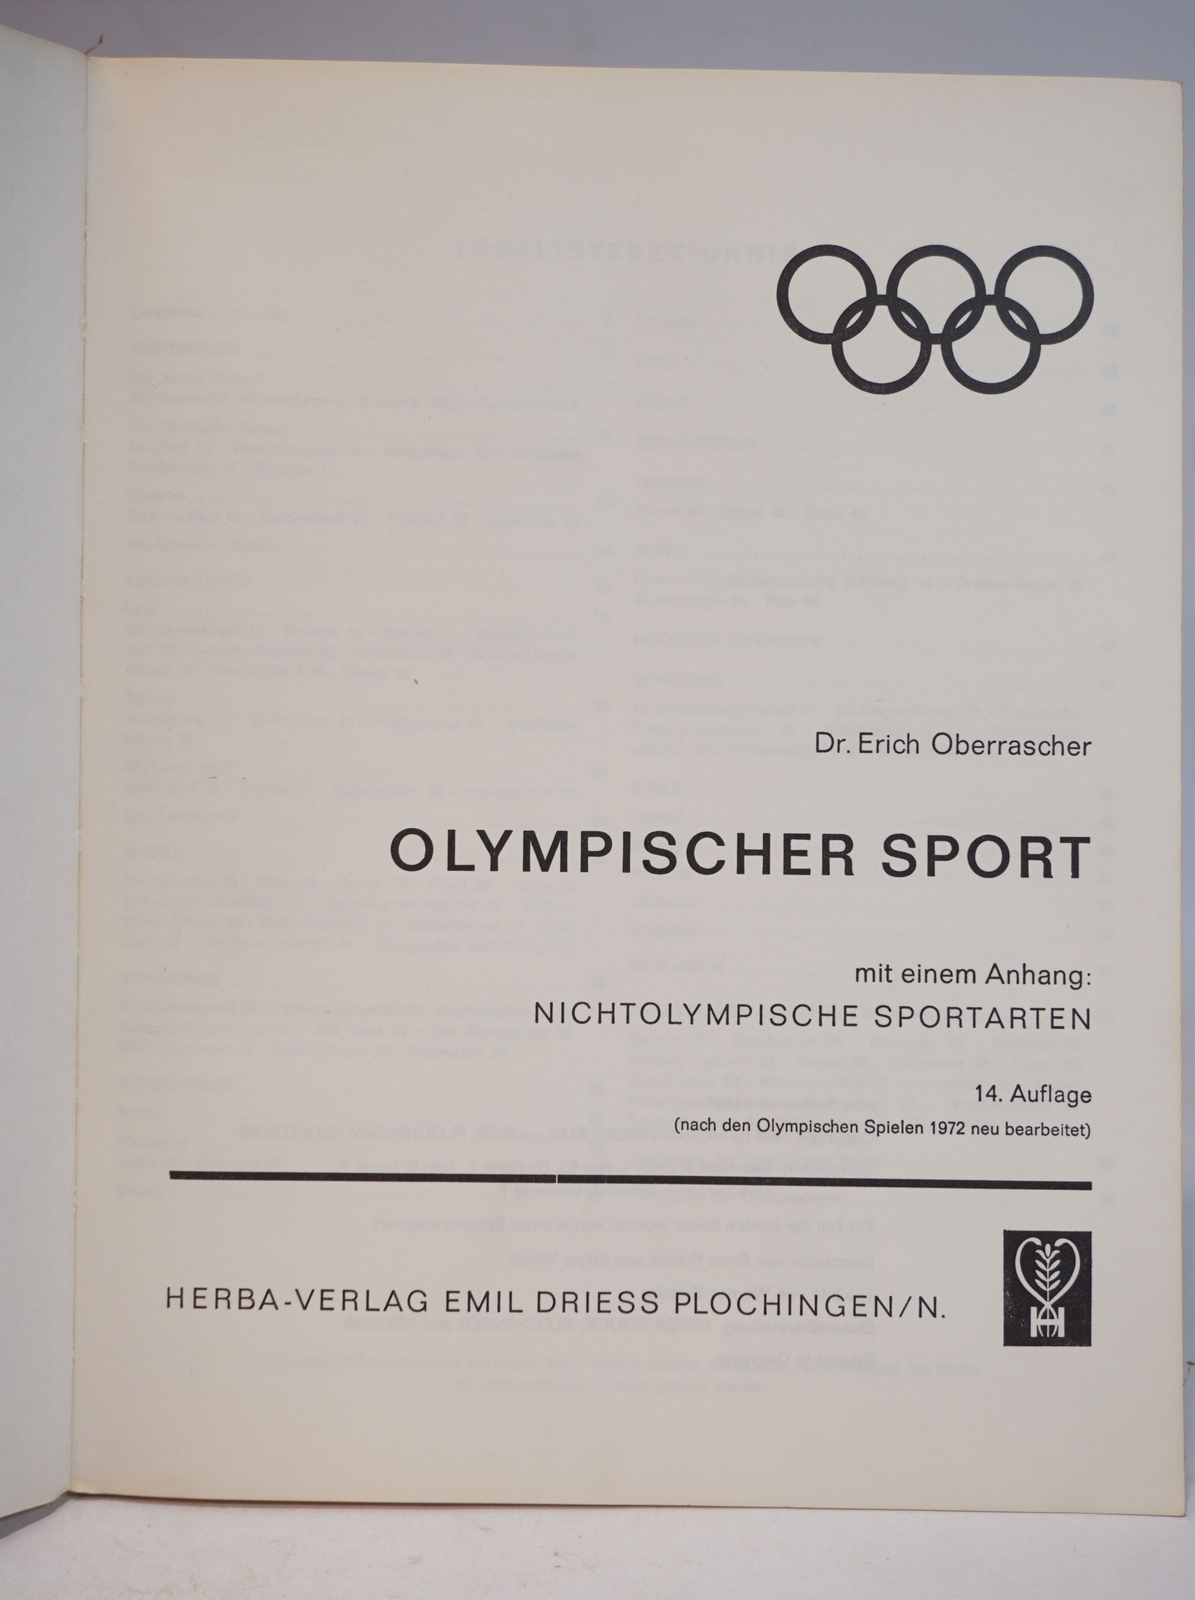 Dr. Erich Oberrascher
OLYMPISCHER SPORT
mit einem Anhang:
NICHTOLYMPISCHE SPORTARTEN
14. Auflage
(nach den Olympischen Spielen 1972 neu bearbeitet)
HERBA-VERLAG EMIL DRIESS PLOCHINGEN/N.